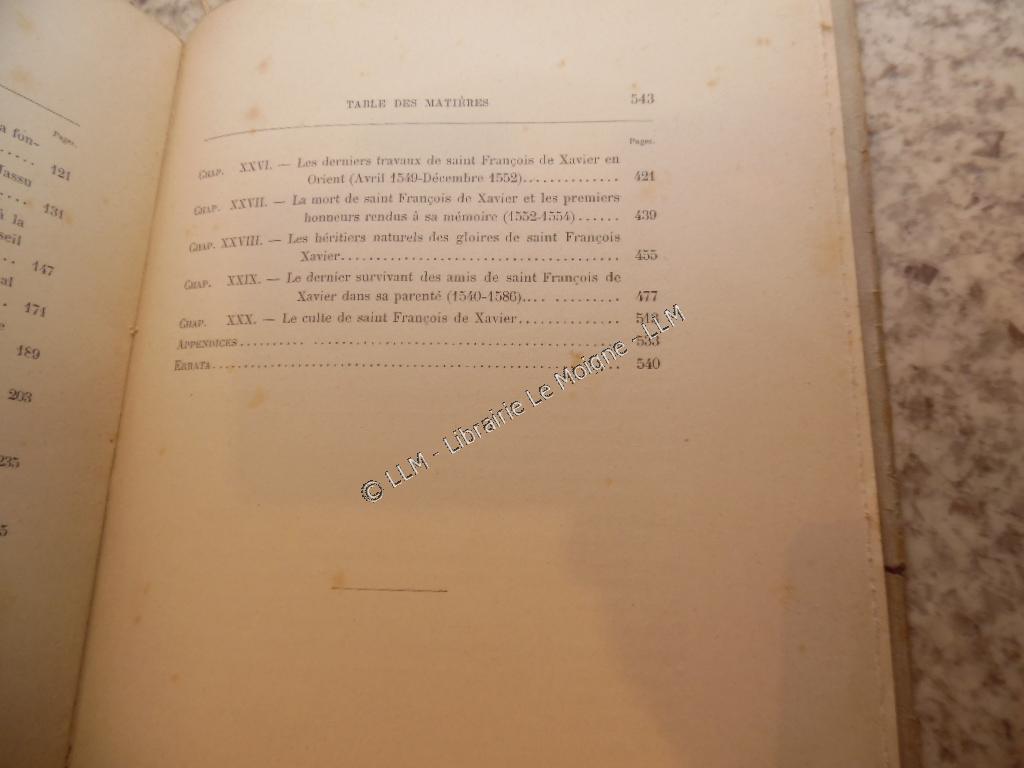 Pages.
fon-
121
131
à la
147
171
189
203
235
TABLE DES MATIÈRES 543
Pages.
CHAP. XXVI. — Les derniers travaux de saint François de Xavier en
Orient (Avril 1549-Décembre 1552).............. 421
CHAP. XXVII. — La mort de saint François de Xavier et les premiers
honneurs rendus à sa mémoire (1552-1554)...... 439
CHAP. XXVIII. — Les héritiers naturels des gloires de saint François
Xavier........................................ 455
CHAP. XXIX. — Le dernier survivant des amis de saint François de
Xavier dans sa parenté (1540-1586).... .......... 477
CHAP. XXX. — Le culte de saint François de Xavier...............
APPENDICES.......... ............................................... 533
ERRATA............................................................... 540
© LLM - Librairie Le Moigne - LLM